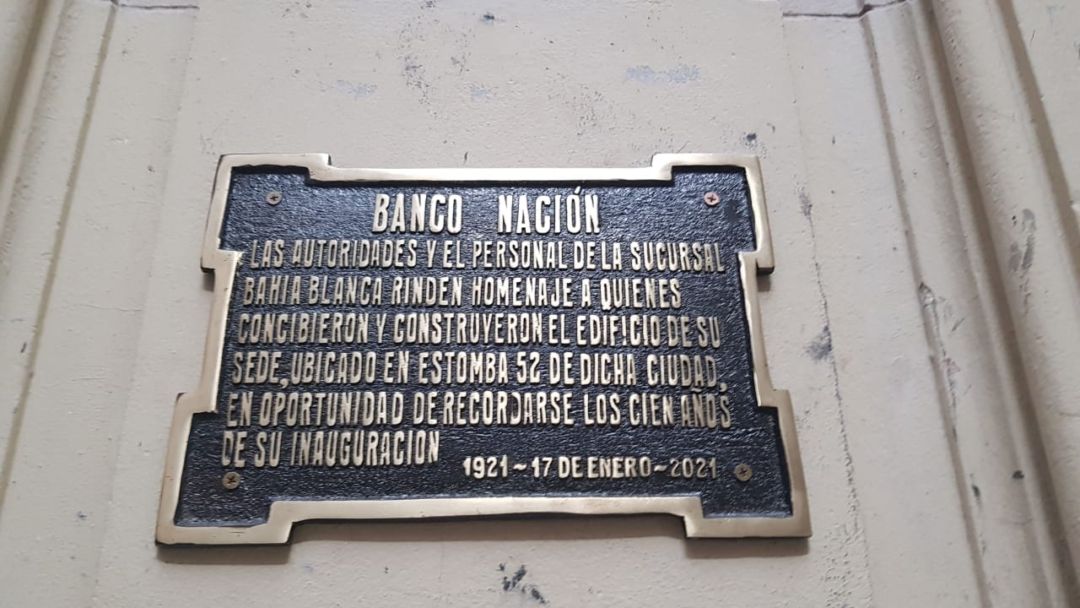 BANCO NACIÓN
LAS AUTORIDADES Y EL PERSONAL DE LA SUCURSAL
BAHIA BLANCA RINDEN HOMENAJE A QUIENES
CONCIBIERON Y CONSTRUYERON EL EDIFICIO DE SU
SEDE, UBICADO EN ESTOMBA 52 DE DICHA CIUDAD,
EN OPORTUNIDAD DE RECORDARSE LOS CIEN AÑOS
DE SU INAUGURACION
1921~17 DE ENERO~2021